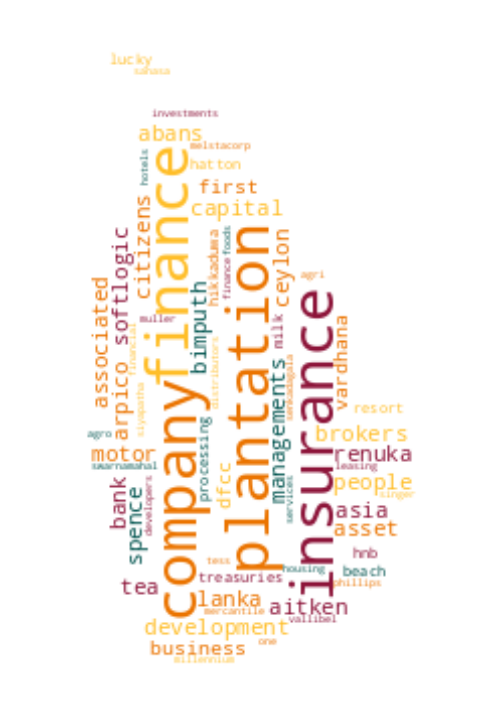 lucky
sahasa
investments
abans
melstacorp
hotels
finance
hatton
first
citizens
capital
softlogic
hikkaduwa
finance
foods
plantation
ceylon
agri
associated
bimputh
insurance
muller
milk
vardhana
arpico
financial
distributors
senkadagala
siyapatha
company
managements
resort
agro
processing
brokers
motor
renuka
swarnamahal
dfcc
leasing
bank
developers
services
people
singer
spence
asia
asset
tess
housing
hnb
beach
tea
treasuries
phillips
lanka
mercantile
aitken
vallibel
development
one
business
millennium